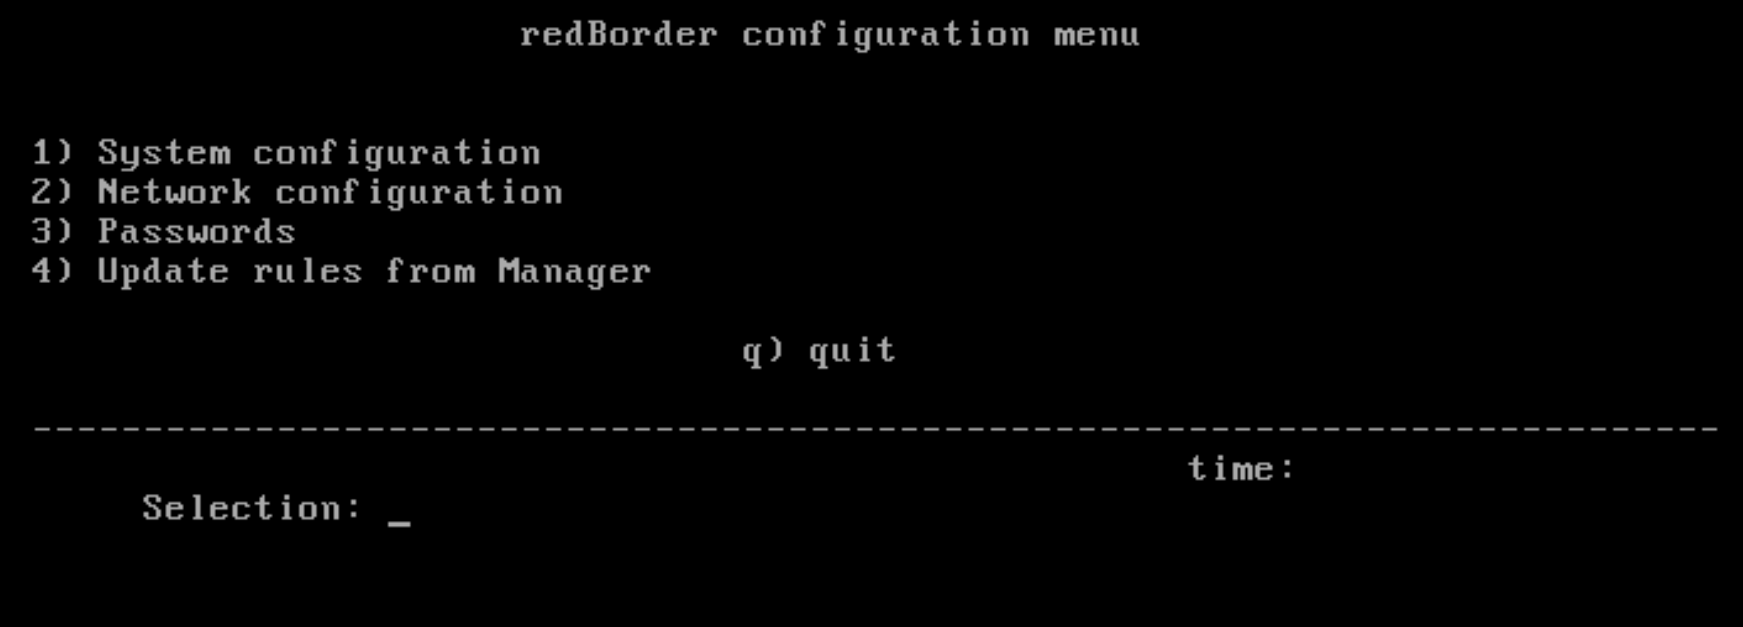 redBorder configuration menu
1) System configuration
2) Network configuration
3) Passwords
4) Update rules from Manager
q) quit
--------------------------------------------------------------------------------
time:
Selection: _